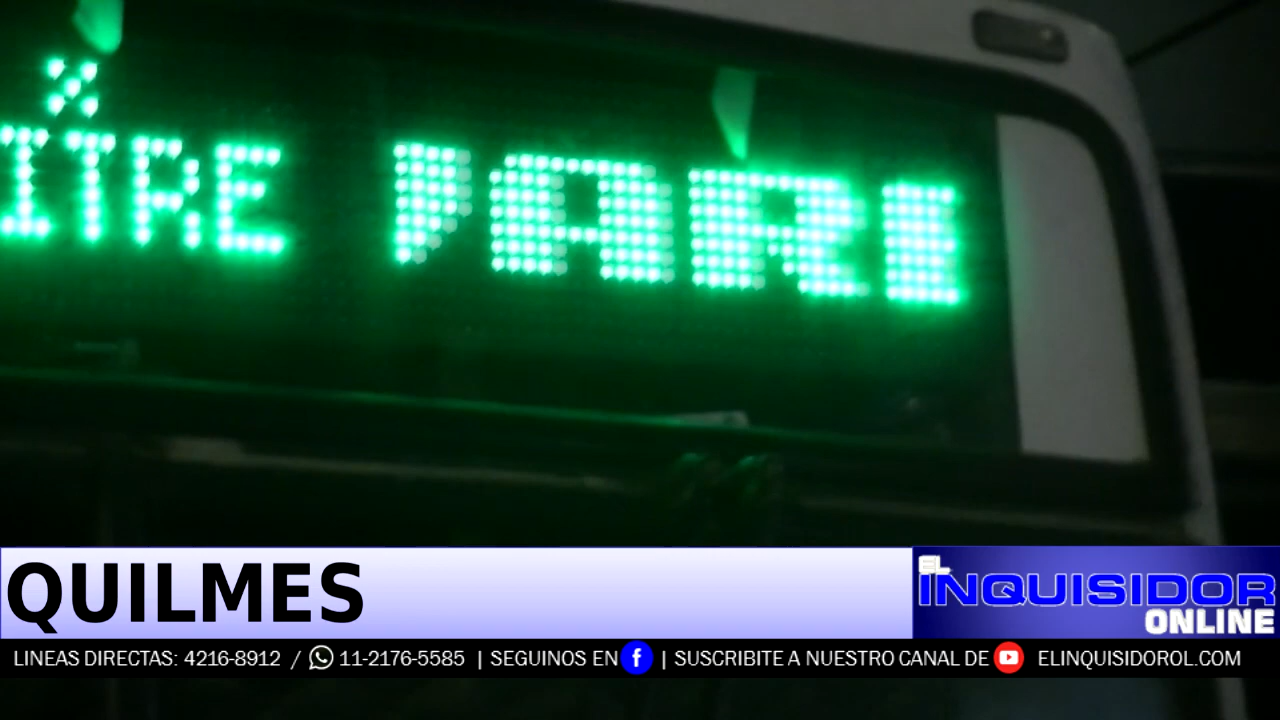 X
ITRE VARE
QUILMES
EL
INQUISIDOR
ONLINE
LINEAS DIRECTAS: 4216-8912 / 11-2176-5585 | SEGUINOS EN f | SUSCRIBITE A NUESTRO CANAL DE ELINQUISIDOROL.COM